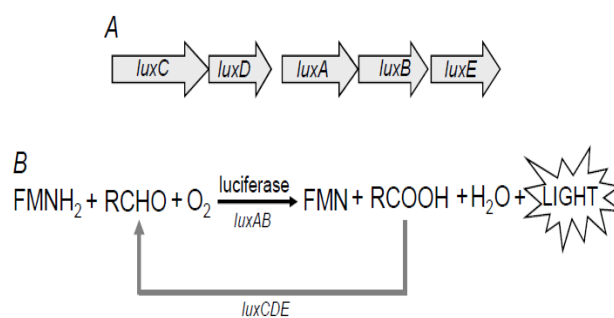 A
luxC luxD luxA luxB luxE
B
luciferase
FMNH₂ + RCHO + O₂ FMN + RCOOH + H₂O + LIGHT
luxAB
luxCDE